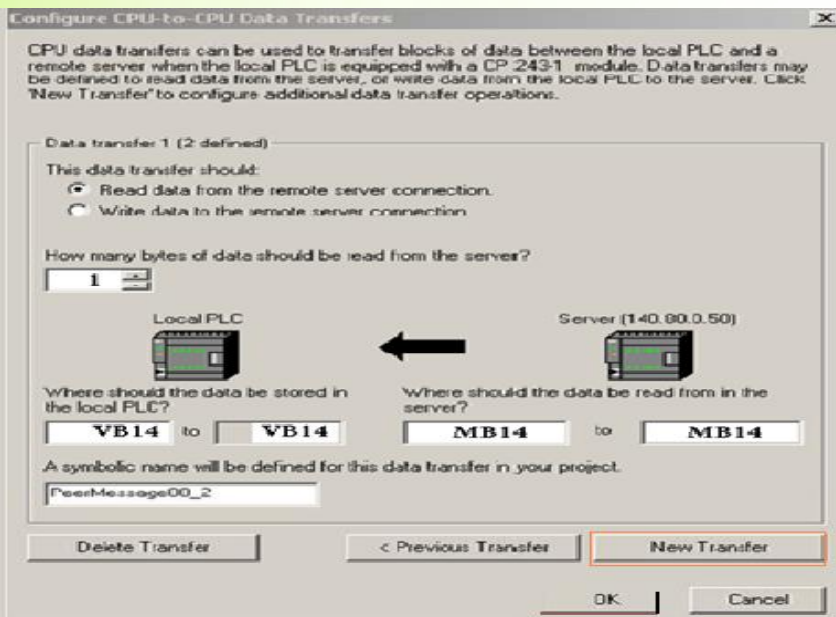 Configure CPU-to-CPU Data Transfers
CPU data transfers can be used to transfer blocks of data between the local PLC and a
remote server when the local PLC is equipped with a CP 243-1 module. Data transfers may
be defined to read data from the server, or write data from the local PLC to the server. Click
'New Transfer' to configure additional data transfer operations.
Data transfer 1 (2 defined)
This data transfer should:
Read data from the remote server connection.
Write data to the remote server connection
How many bytes of data should be read from the server?
1
Local PLC
Server (140.80.0.50)
Where should the data be stored in
the local PLC?
Where should the data be read from in the
server?
VB14 to VB14
MB14 to MB14
A symbolic name will be defined for this data transfer in your project.
PeerMessage00_2
Delete Transfer
< Previous Transfer
New Transfer
OK
Cancel